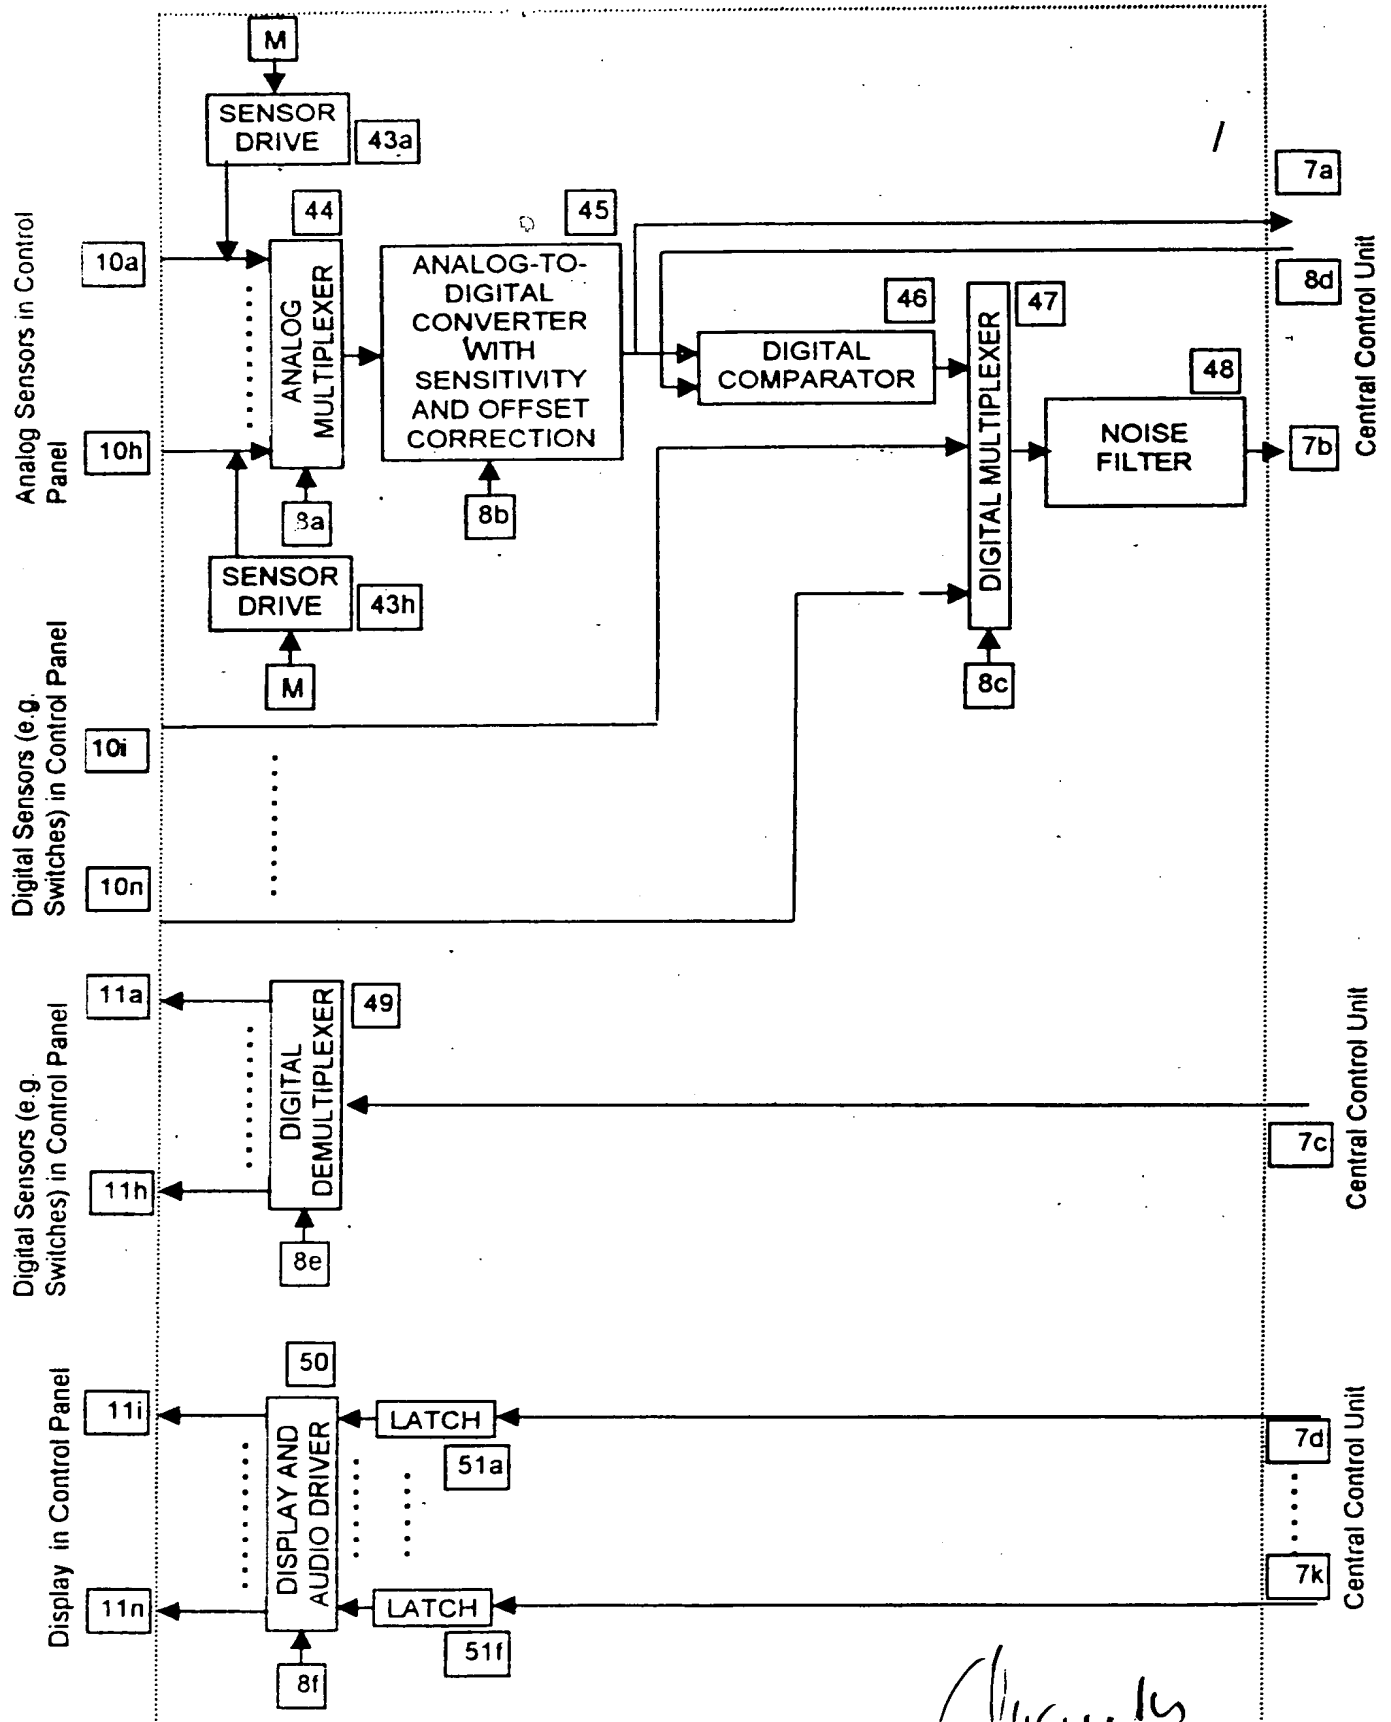 M
SENSOR
DRIVE
43a
7a
44
45
10a
ANALOG
MULTIPLEXER
ANALOG-TO-
DIGITAL
CONVERTER
WITH
SENSITIVITY
AND OFFSET
CORRECTION
8d
46
47
DIGITAL
COMPARATOR
DIGITAL MULTIPLEXER
48
NOISE
FILTER
7b
Central Control Unit
Analog Sensors in Control
Panel
10h
8a
8b
SENSOR
DRIVE
43h
M
8c
Digital Sensors (e.g.
Switches) in Control Panel
10i
10n
Digital Sensors (e.g.
Switches) in Control Panel
11a
49
DIGITAL
DEMULTIPLEXER
7c
Central Control Unit
11h
8e
50
Display in Control Panel
11i
DISPLAY AND
AUDIO DRIVER
LATCH
51a
7d
Central Control Unit
7k
11n
LATCH
51f
8f